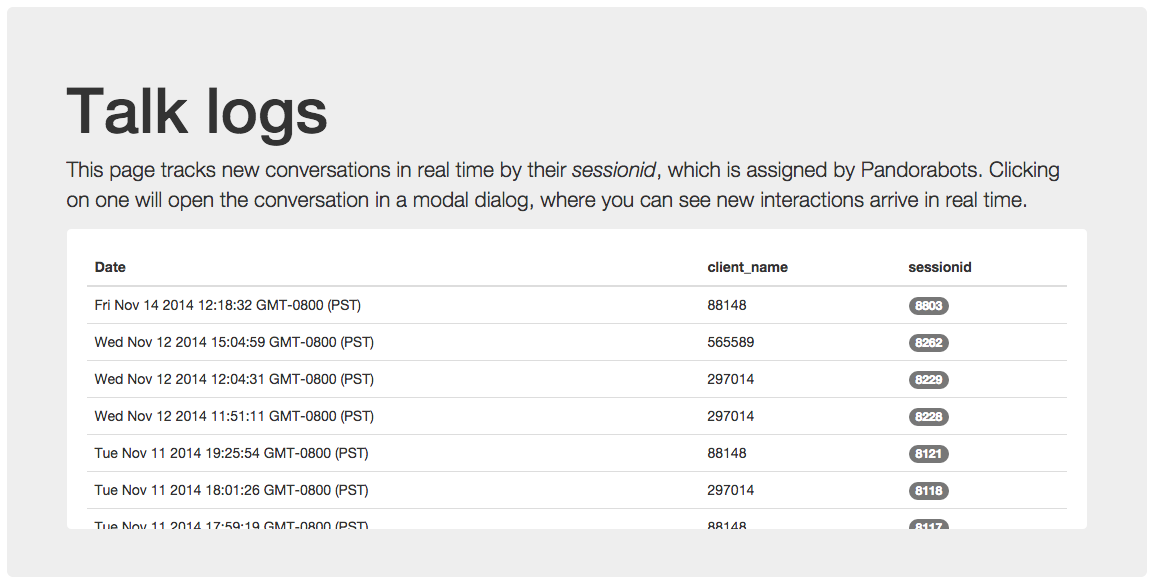 Talk logs
This page tracks new conversations in real time by their sessionid, which is assigned by Pandorabots. Clicking
on one will open the conversation in a modal dialog, where you can see new interactions arrive in real time.
Date client_name sessionid
Fri Nov 14 2014 12:18:32 GMT-0800 (PST) 88148 8803
Wed Nov 12 2014 15:04:59 GMT-0800 (PST) 565589 8262
Wed Nov 12 2014 12:04:31 GMT-0800 (PST) 297014 8229
Wed Nov 12 2014 11:51:11 GMT-0800 (PST) 297014 8228
Tue Nov 11 2014 19:25:54 GMT-0800 (PST) 88148 8121
Tue Nov 11 2014 18:01:26 GMT-0800 (PST) 297014 8118
Tue Nov 11 2014 17:59:19 GMT-0800 (PST) 88148 8117